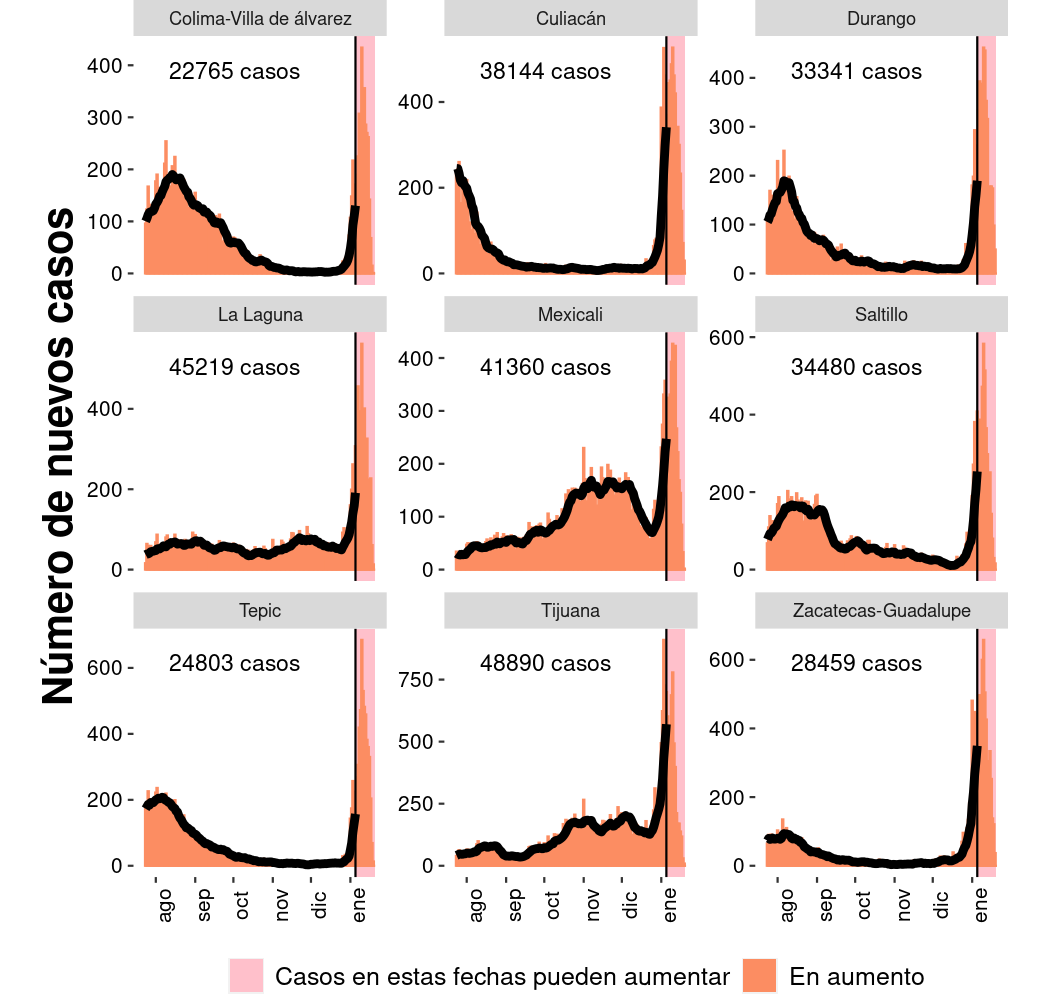 Número de nuevos casos
Colima-Villa de álvarez
Culiacán
Durango
22765 casos
38144 casos
33341 casos
400
300
200
100
0
400
200
0
400
300
200
100
0
La Laguna
Mexicali
Saltillo
45219 casos
41360 casos
34480 casos
400
200
0
400
300
200
100
0
600
400
200
0
Tepic
Tijuana
Zacatecas-Guadalupe
24803 casos
48890 casos
28459 casos
600
400
200
0
750
500
250
0
600
400
200
0
ago
sep
oct
nov
dic
ene
ago
sep
oct
nov
dic
ene
ago
sep
oct
nov
dic
ene
Casos en estas fechas pueden aumentar
En aumento